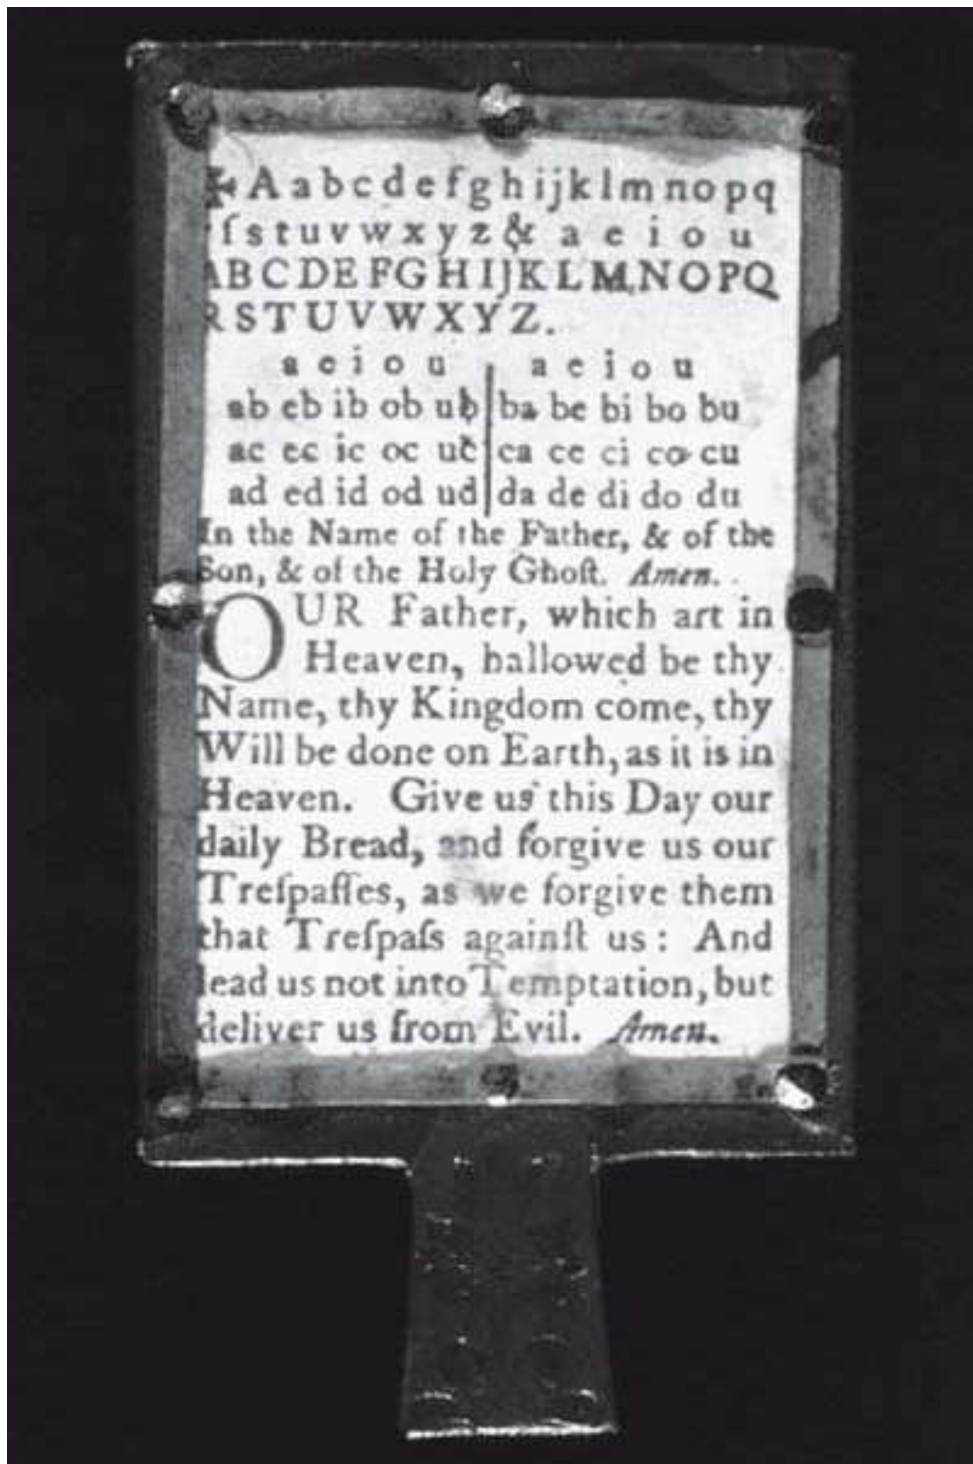 ✠ A a b c d e f g h i j k l m n o p q
r ſ s t u v w x y z & a e i o u
A B C D E F G H I J K L M N O P Q
R S T U V W X Y Z.
a e i o u a e i o u
ab eb ib ob ub ba be bi bo bu
ac ec ic oc uc ca ce ci co cu
ad ed id od ud da de di do du
In the Name of the Father, & of the
Son, & of the Holy Ghoſt. Amen.
OUR Father, which art in
Heaven, hallowed be thy
Name, thy Kingdom come, thy
Will be done on Earth, as it is in
Heaven. Give us this Day our
daily Bread, and forgive us our
Treſpaſſes, as we forgive them
that Treſpaſs againſt us: And
lead us not into Temptation, but
deliver us from Evil. Amen.